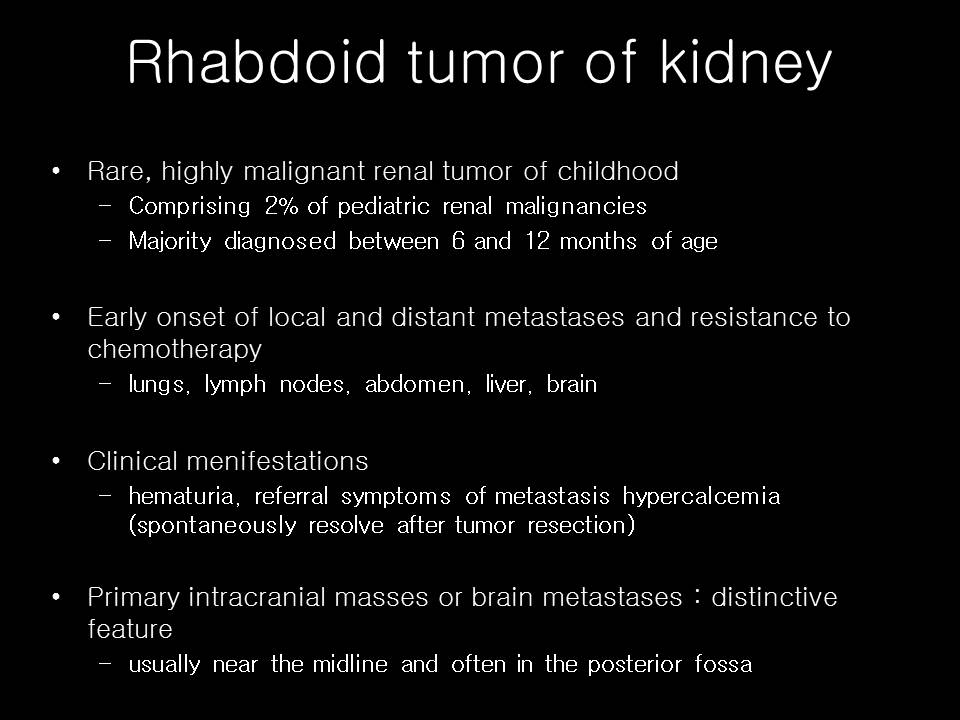 Rhabdoid tumor of kidney
• Rare, highly malignant renal tumor of childhood
– Comprising 2% of pediatric renal malignancies
– Majority diagnosed between 6 and 12 months of age
• Early onset of local and distant metastases and resistance to
chemotherapy
– lungs, lymph nodes, abdomen, liver, brain
• Clinical menifestations
– hematuria, referral symptoms of metastasis hypercalcemia
(spontaneously resolve after tumor resection)
• Primary intracranial masses or brain metastases : distinctive
feature
– usually near the midline and often in the posterior fossa